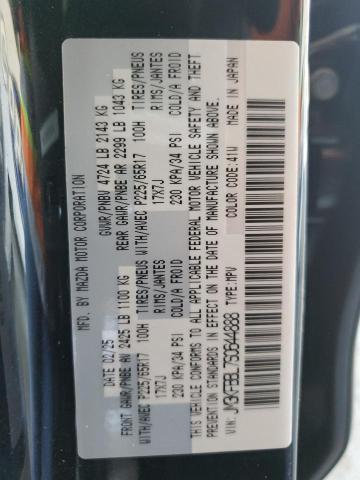 MFD. BY MAZDA MOTOR CORPORATION
DATE 02/25 GVWR/PNBV 4724 LB 2143 KG
FRONT GAWR/PNBE AV 2425 LB 1100 KG REAR GAWR/PNBE AR 2299 LB 1043 KG
WITH/AVEC P225/65R17 100H TIRES/PNEUS WITH/AVEC P225/65R17 100H TIRES/PNEUS
17X7J RIMS/JANTES 17X7J RIMS/JANTES
230 KPA/34 PSI COLD/A FROID 230 KPA/34 PSI COLD/A FROID
THIS VEHICLE CONFORMS TO ALL APPLICABLE FEDERAL MOTOR VEHICLE SAFETY AND THEFT
PREVENTION STANDARDS IN EFFECT ON THE DATE OF MANUFACTURE SHOWN ABOVE.
VIN: TYPE: MPV COLOR: 41W MADE IN JAPAN